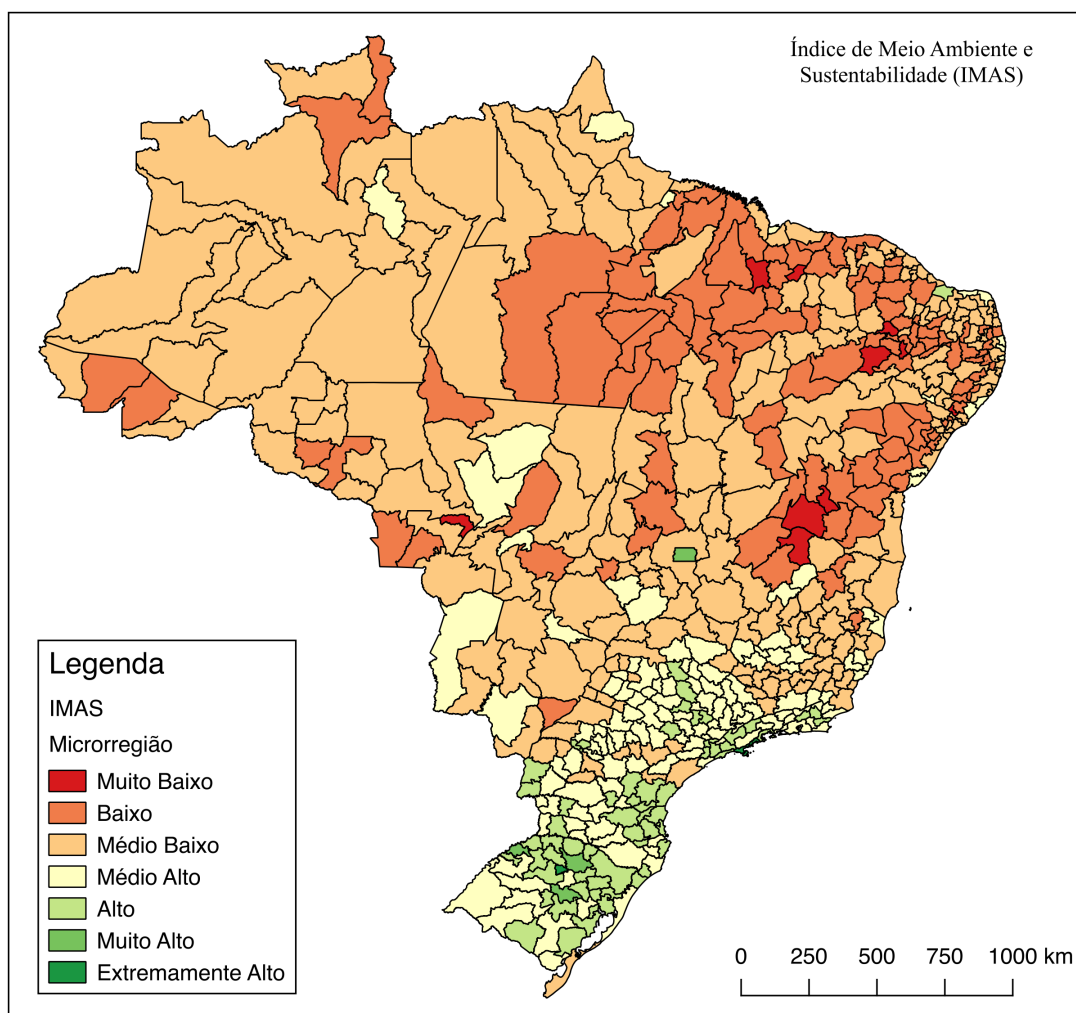 Índice de Meio Ambiente e
Sustentabilidade (IMAS)
Legenda
IMAS
Microrregião
Muito Baixo
Baixo
Médio Baixo
Médio Alto
Alto
Muito Alto
Extremamente Alto
0 250 500 750 1000 km